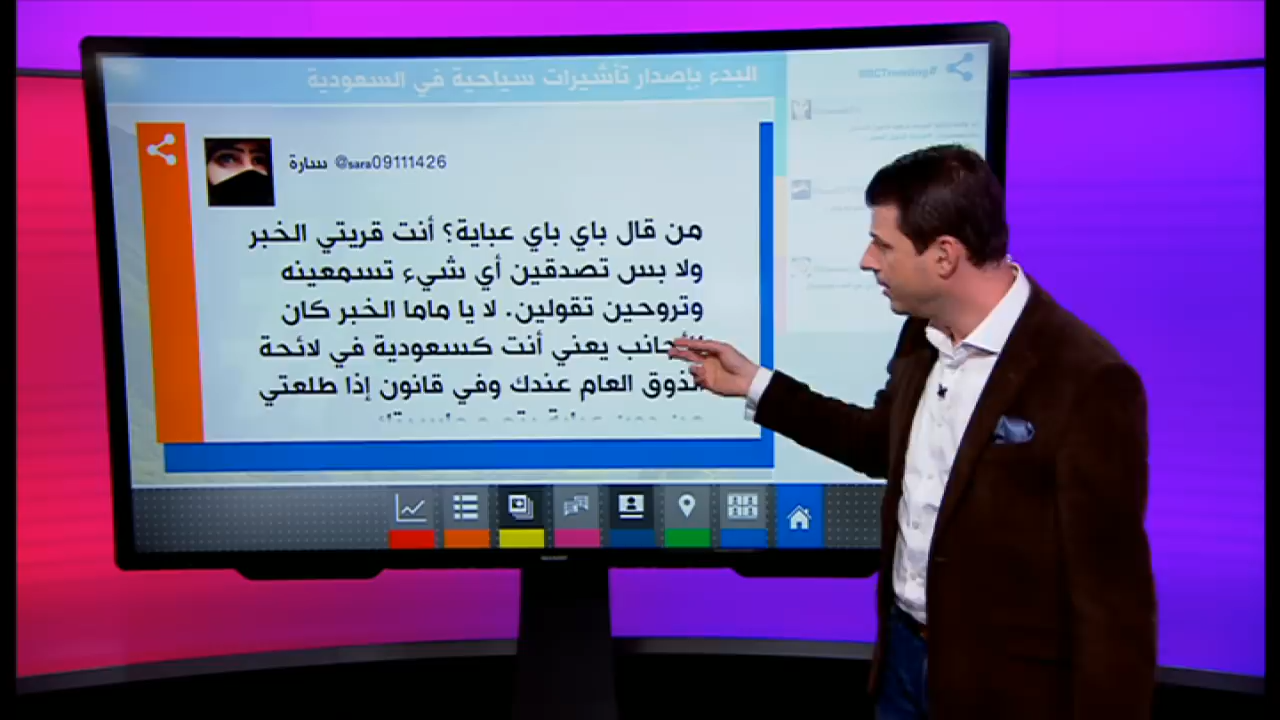 البدء بإصدار تأشيرات سياحية في السعودية
#BBCTrending
سارة @sara09111426
من قال باي باي عباية؟ أنت قريتي الخبر
ولا بس تصدقين أي شيء تسمعينه
وتروحين تقولين. لا يا ماما الخبر كان
يعني أنت كسعودية في لائحة
الذوق العام عندك وفي قانون إذا طلعتي